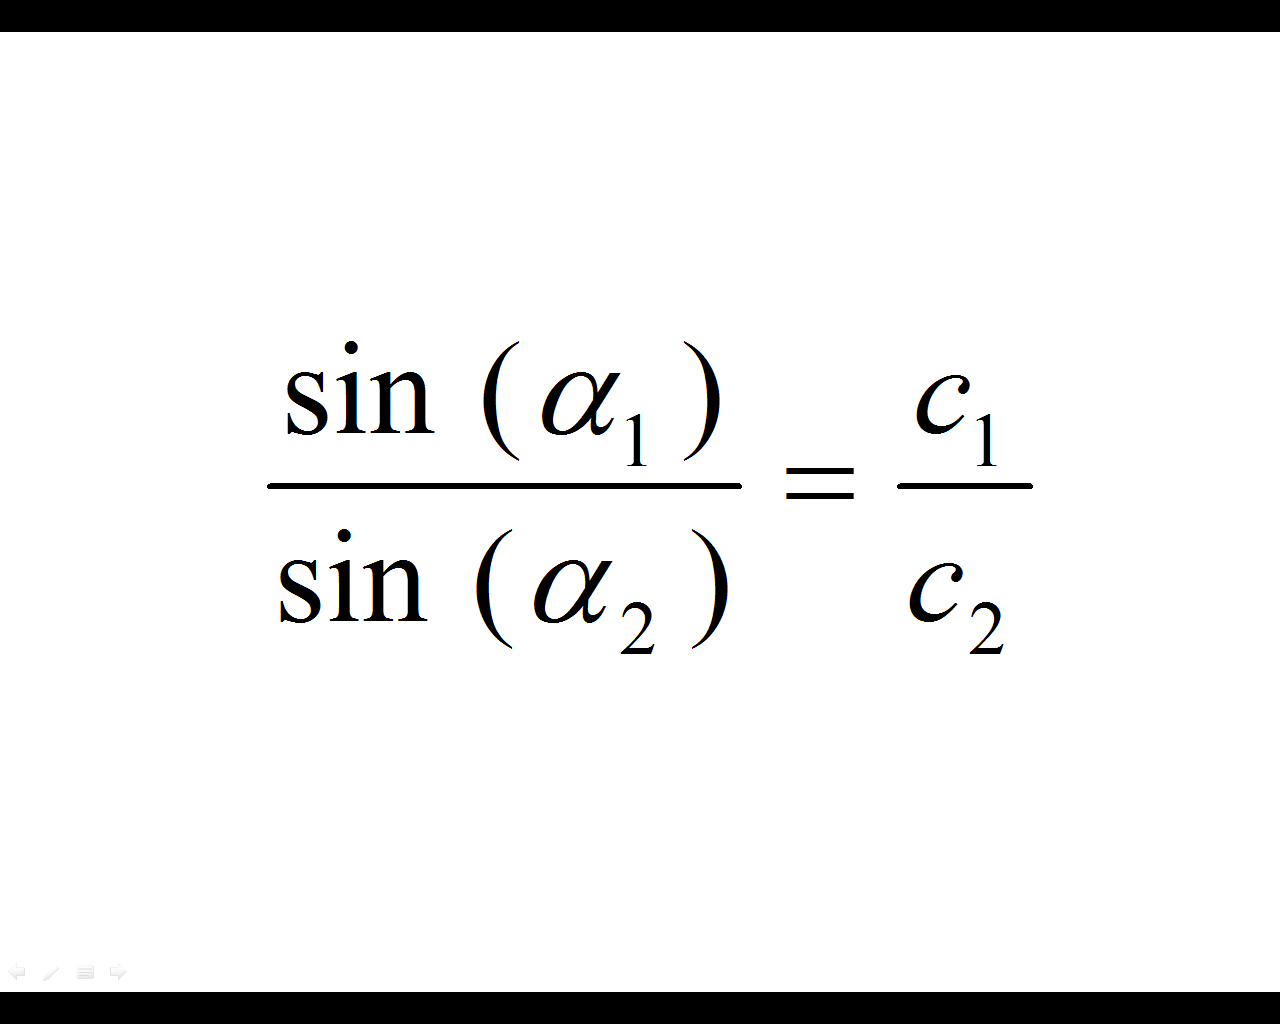 sin (α₁) / sin (α₂) = c₁ / c₂